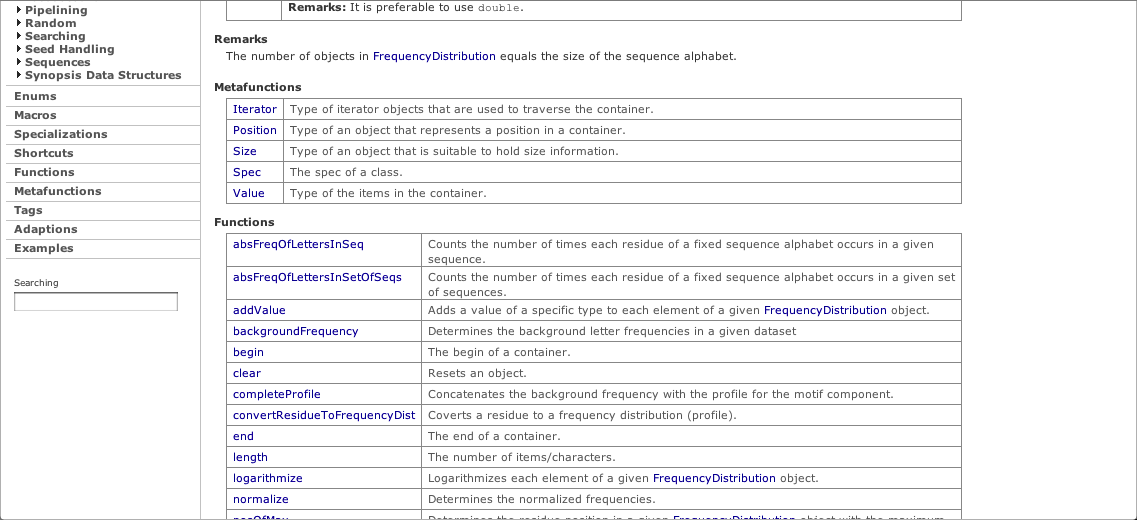 Pipelining
Random
Searching
Seed Handling
Sequences
Synopsis Data Structures
Enums
Macros
Specializations
Shortcuts
Functions
Metafunctions
Tags
Adaptions
Examples
Searching
Remarks: It is preferable to use double.
Remarks
The number of objects in FrequencyDistribution equals the size of the sequence alphabet.
Metafunctions
Iterator Type of iterator objects that are used to traverse the container.
Position Type of an object that represents a position in a container.
Size Type of an object that is suitable to hold size information.
Spec The spec of a class.
Value Type of the items in the container.
Functions
absFreqOfLettersInSeq Counts the number of times each residue of a fixed sequence alphabet occurs in a given
sequence.
absFreqOfLettersInSetOfSeqs Counts the number of times each residue of a fixed sequence alphabet occurs in a given set
of sequences.
addValue Adds a value of a specific type to each element of a given FrequencyDistribution object.
backgroundFrequency Determines the background letter frequencies in a given dataset
begin The begin of a container.
clear Resets an object.
completeProfile Concatenates the background frequency with the profile for the motif component.
convertResidueToFrequencyDist Coverts a residue to a frequency distribution (profile).
end The end of a container.
length The number of items/characters.
logarithmize Logarithmizes each element of a given FrequencyDistribution object.
normalize Determines the normalized frequencies.
posOfMax Determines the residue position in a given FrequencyDistribution object with the maximum